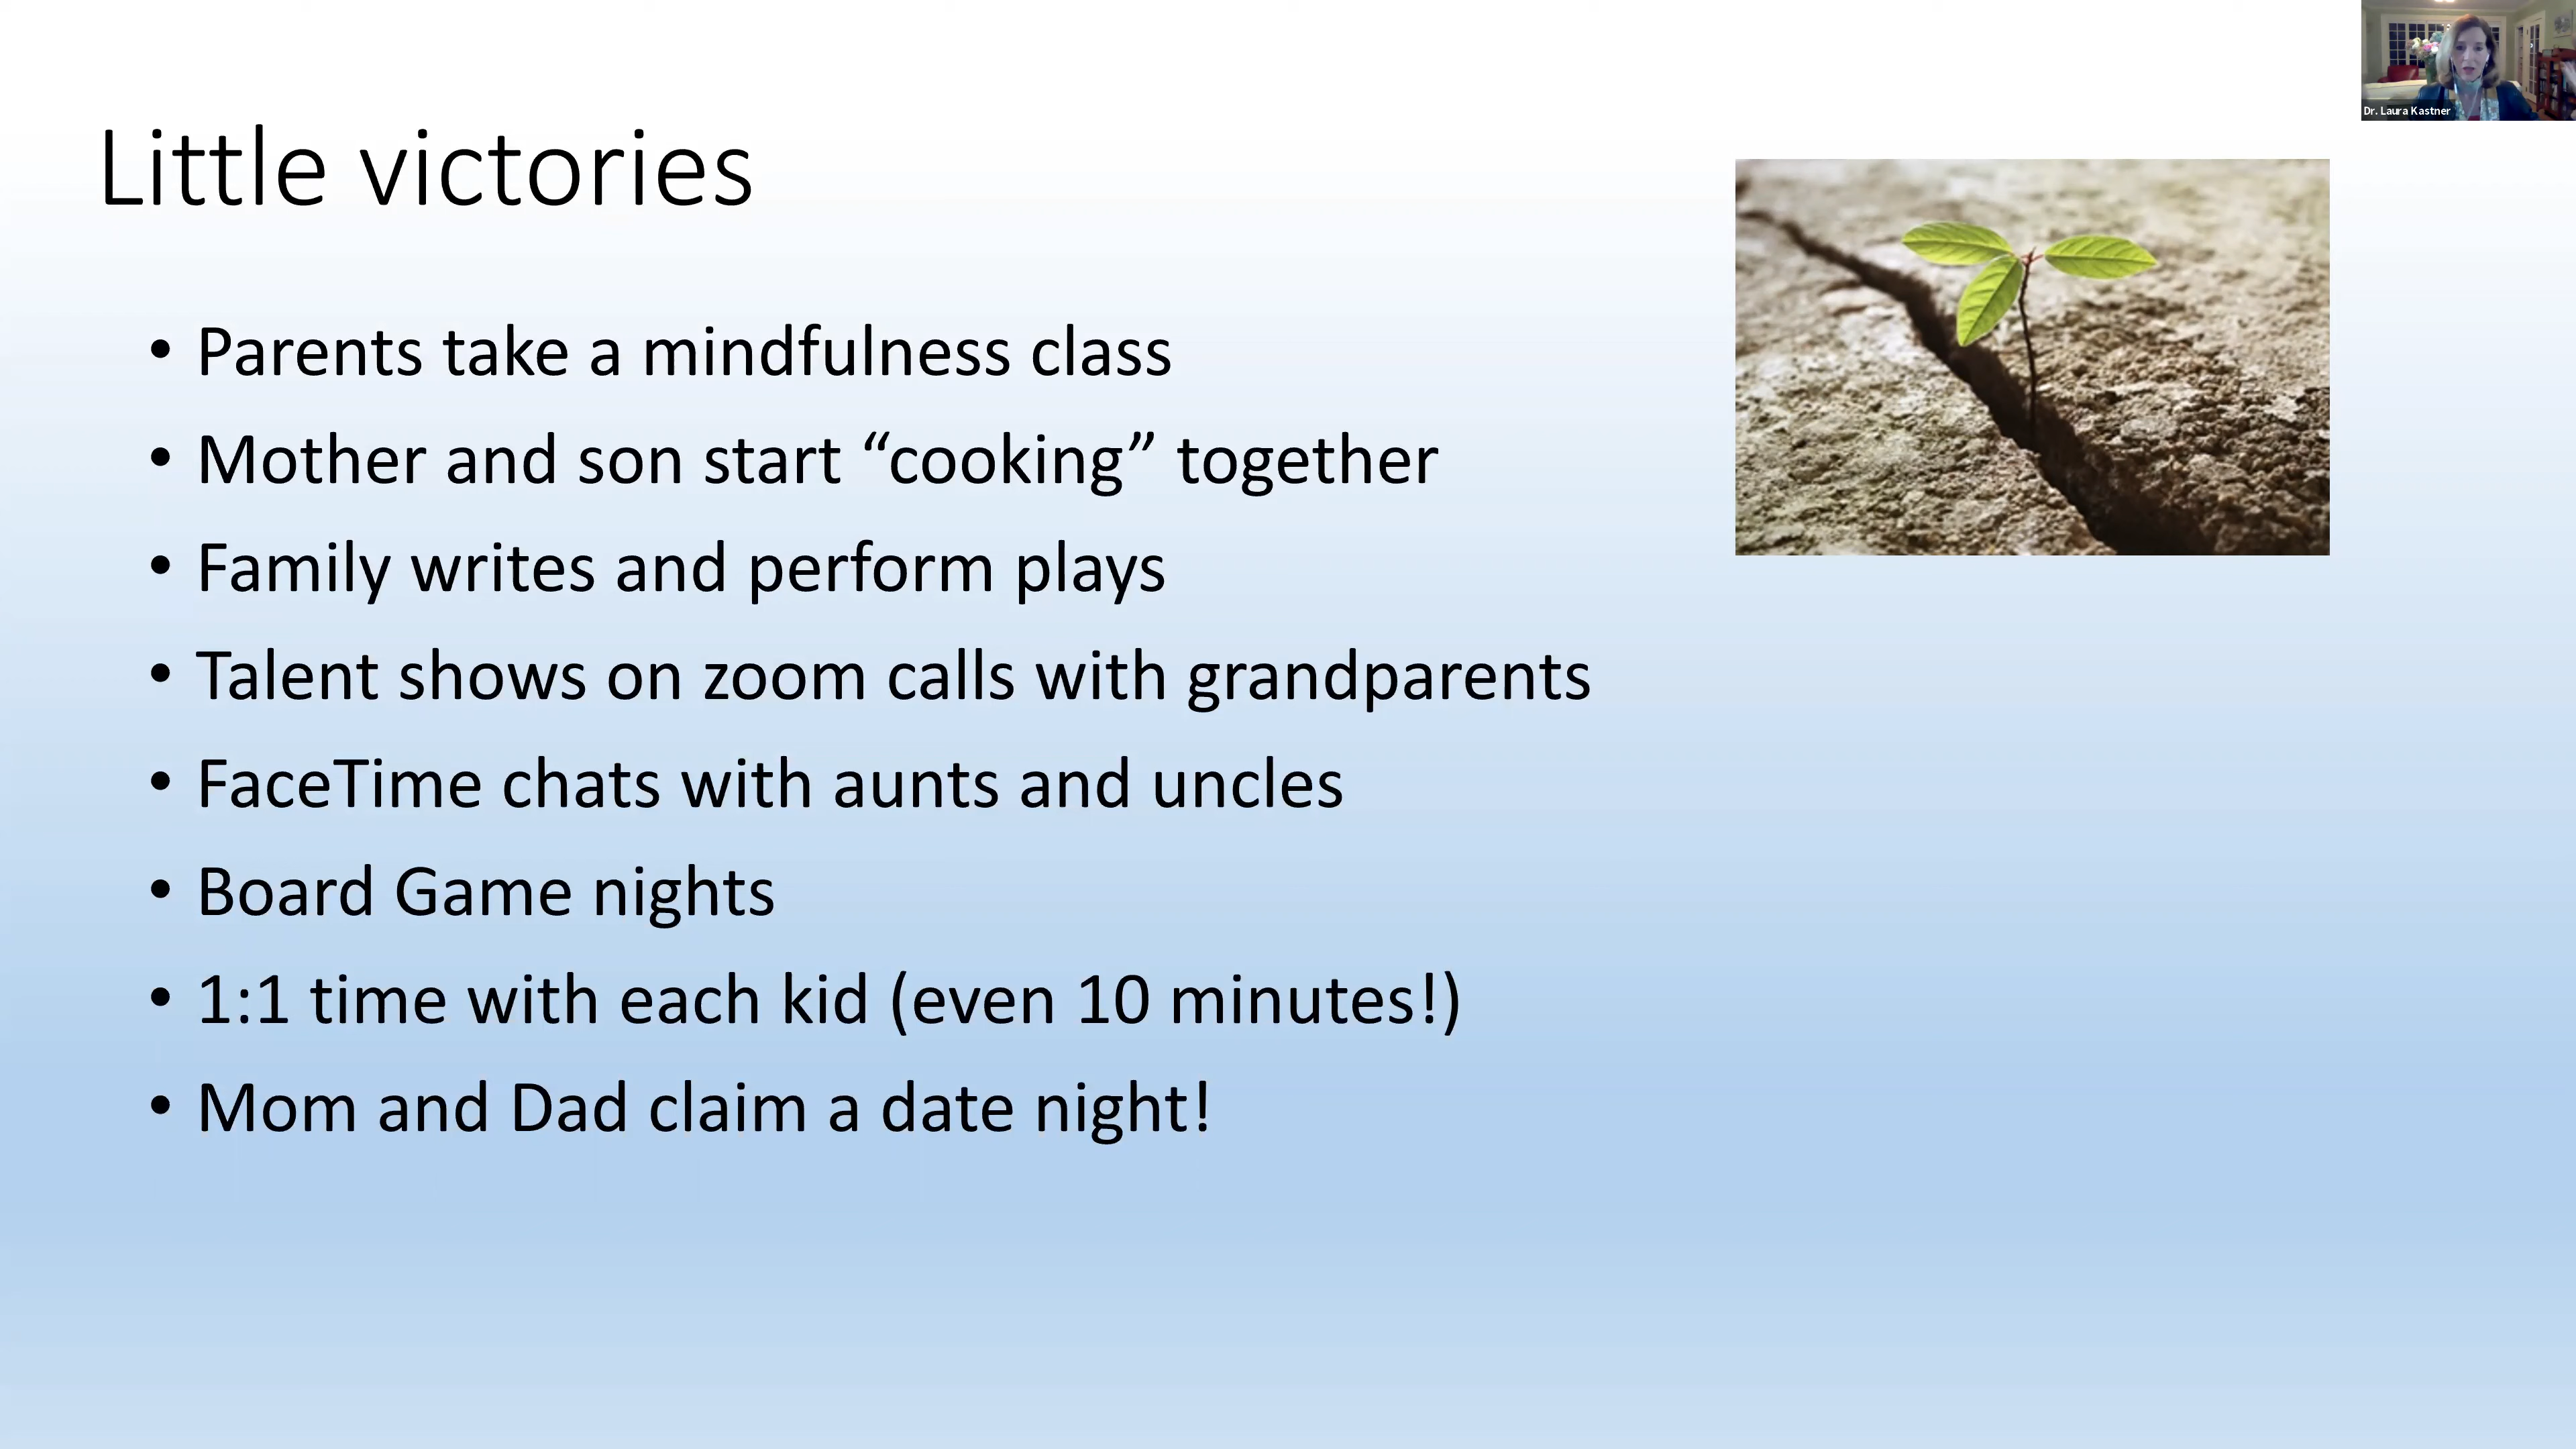 Dr. Laura Kastner
Little victories
• Parents take a mindfulness class
• Mother and son start “cooking” together
• Family writes and perform plays
• Talent shows on zoom calls with grandparents
• FaceTime chats with aunts and uncles
• Board Game nights
• 1:1 time with each kid (even 10 minutes!)
• Mom and Dad claim a date night!